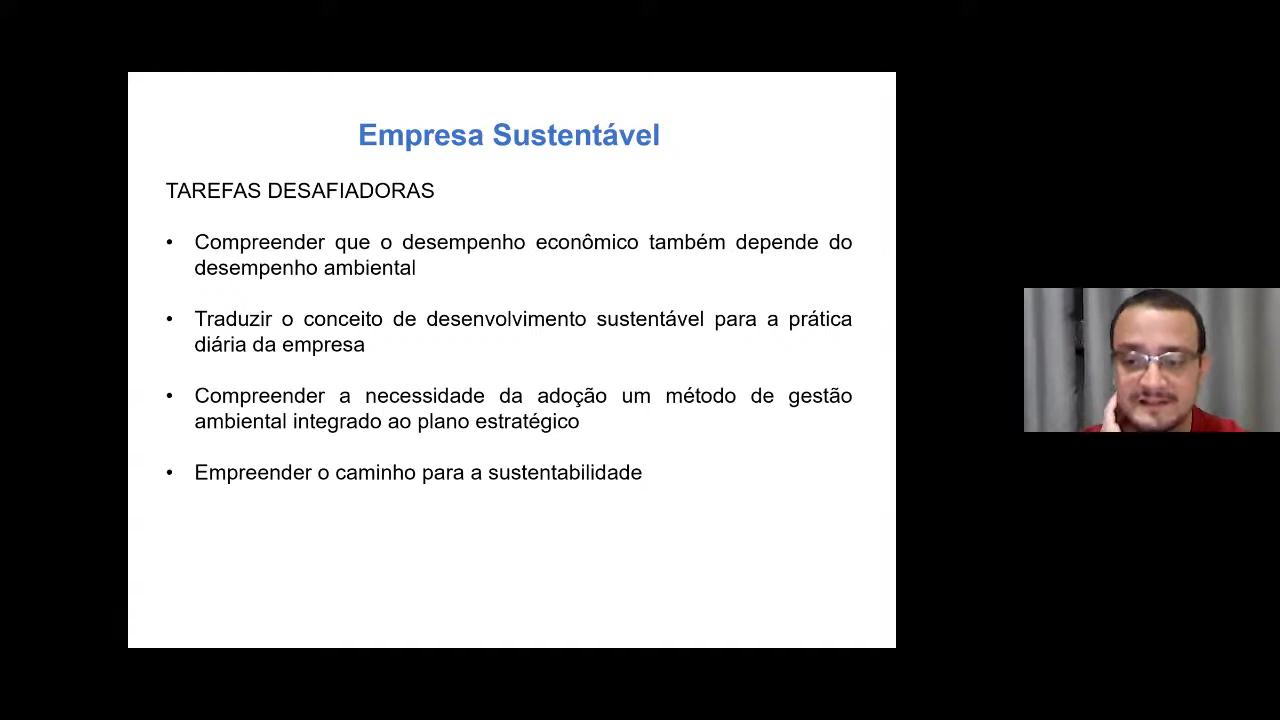 Empresa Sustentável
TAREFAS DESAFIADORAS
• Compreender que o desempenho econômico também depende do
desempenho ambiental
• Traduzir o conceito de desenvolvimento sustentável para a prática
diária da empresa
• Compreender a necessidade da adoção um método de gestão
ambiental integrado ao plano estratégico
• Empreender o caminho para a sustentabilidade